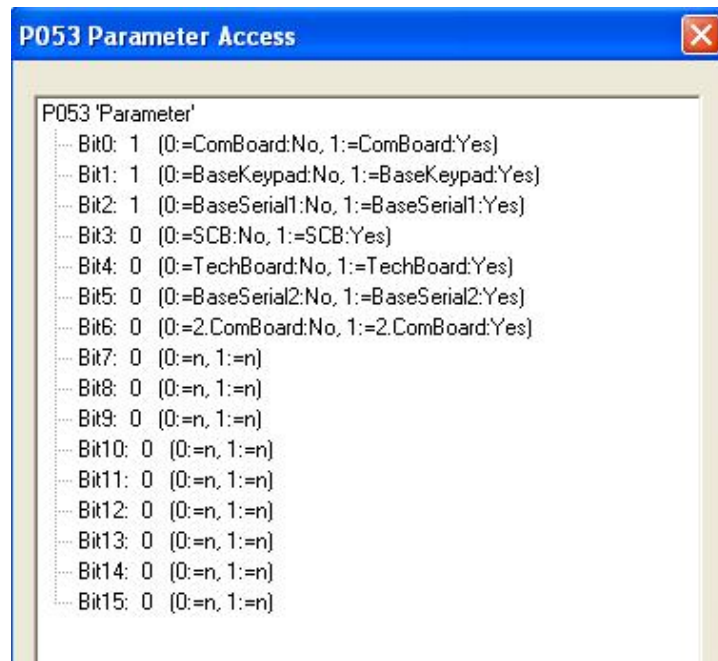 P053 Parameter Access
P053 'Parameter'
Bit0: 1 (0:=ComBoard:No, 1:=ComBoard:Yes)
Bit1: 1 (0:=BaseKeypad:No, 1:=BaseKeypad:Yes)
Bit2: 1 (0:=BaseSerial1:No, 1:=BaseSerial1:Yes)
Bit3: 0 (0:=SCB:No, 1:=SCB:Yes)
Bit4: 0 (0:=TechBoard:No, 1:=TechBoard:Yes)
Bit5: 0 (0:=BaseSerial2:No, 1:=BaseSerial2:Yes)
Bit6: 0 (0:=2.ComBoard:No, 1:=2.ComBoard:Yes)
Bit7: 0 (0:=n, 1:=n)
Bit8: 0 (0:=n, 1:=n)
Bit9: 0 (0:=n, 1:=n)
Bit10: 0 (0:=n, 1:=n)
Bit11: 0 (0:=n, 1:=n)
Bit12: 0 (0:=n, 1:=n)
Bit13: 0 (0:=n, 1:=n)
Bit14: 0 (0:=n, 1:=n)
Bit15: 0 (0:=n, 1:=n)